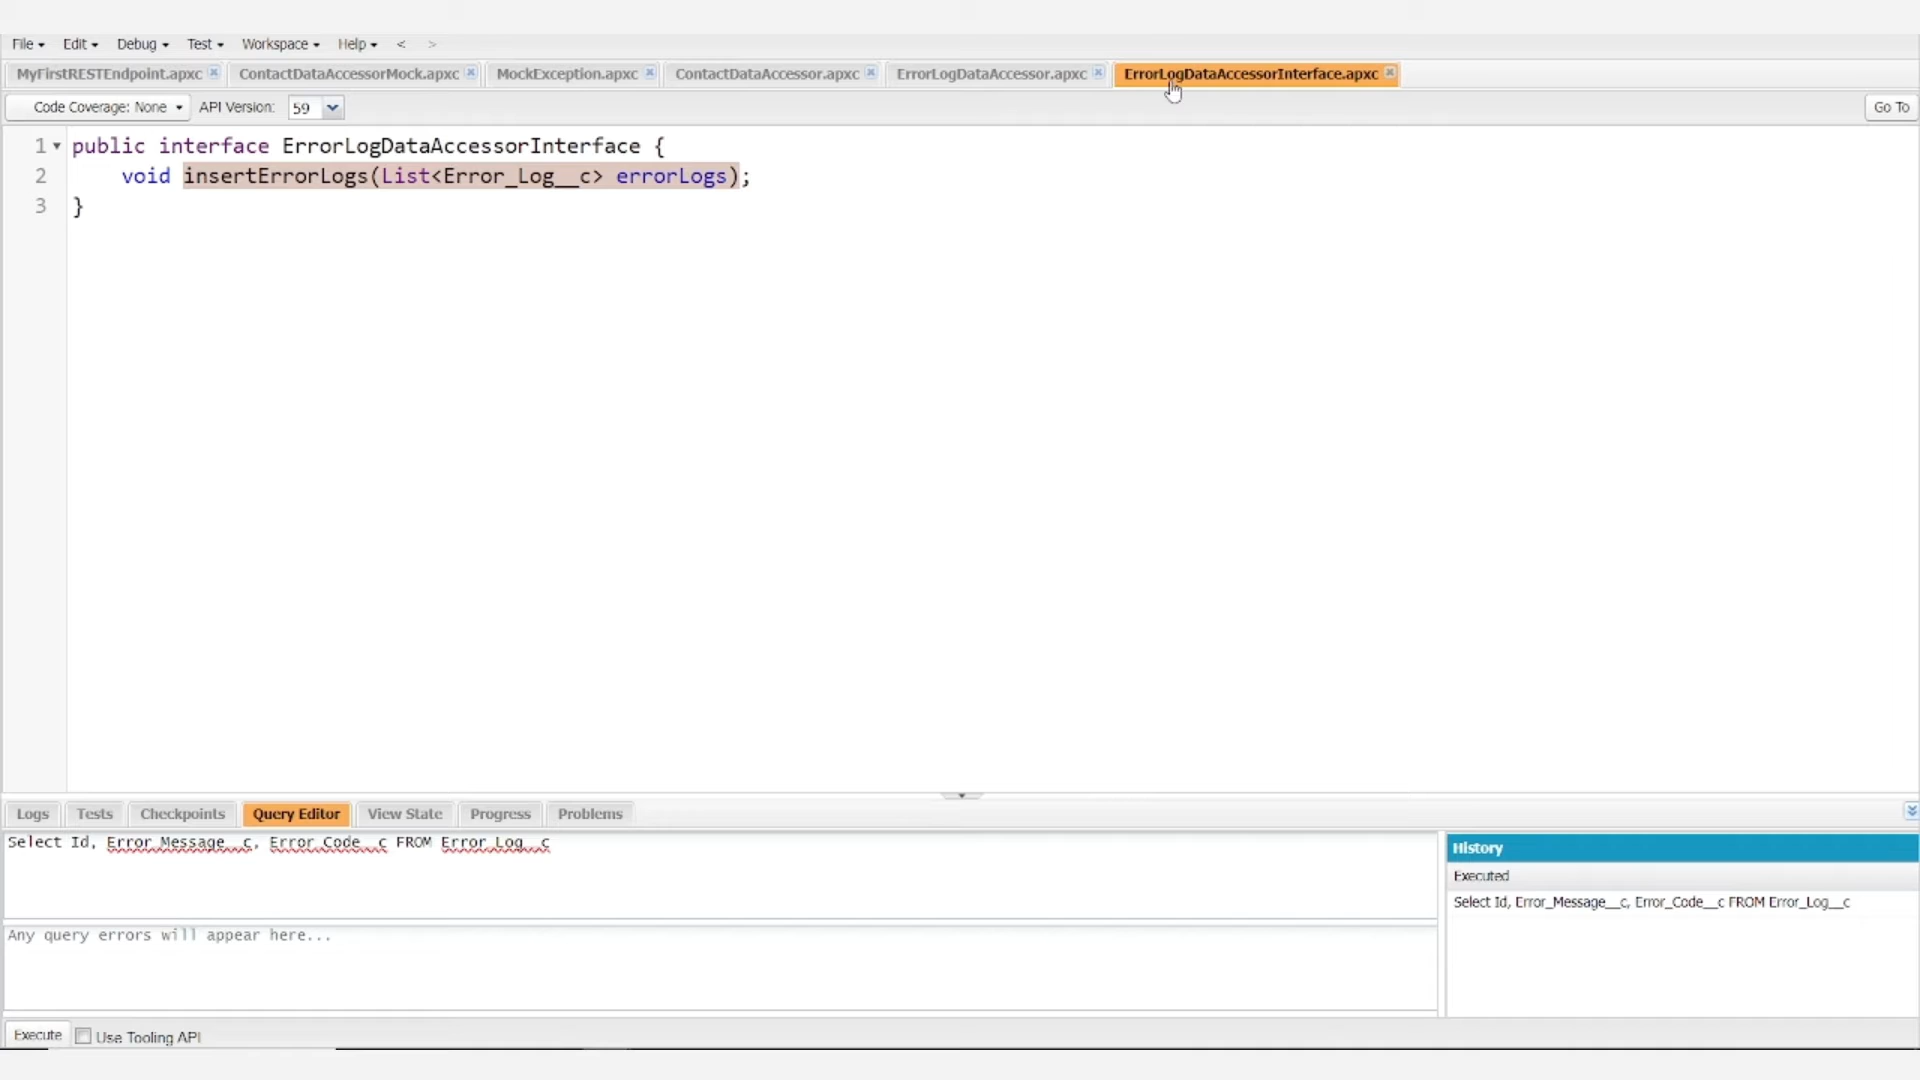 File Edit Debug Test Workspace Help < >
MyFirstRESTEndpoint.apxc ContactDataAccessorMock.apxc MockException.apxc ContactDataAccessor.apxc ErrorLogDataAccessor.apxc ErrorLogDataAccessorInterface.apxc
Code Coverage: None API Version: 59 Go To
1 public interface ErrorLogDataAccessorInterface {
2 void insertErrorLogs(List<Error_Log__c> errorLogs);
3 }
Logs Tests Checkpoints Query Editor View State Progress Problems
Select Id, Error_Message__c, Error_Code__c FROM Error_Log__c
History
Executed
Select Id, Error_Message__c, Error_Code__c FROM Error_Log__c
Any query errors will appear here...
Execute Use Tooling API